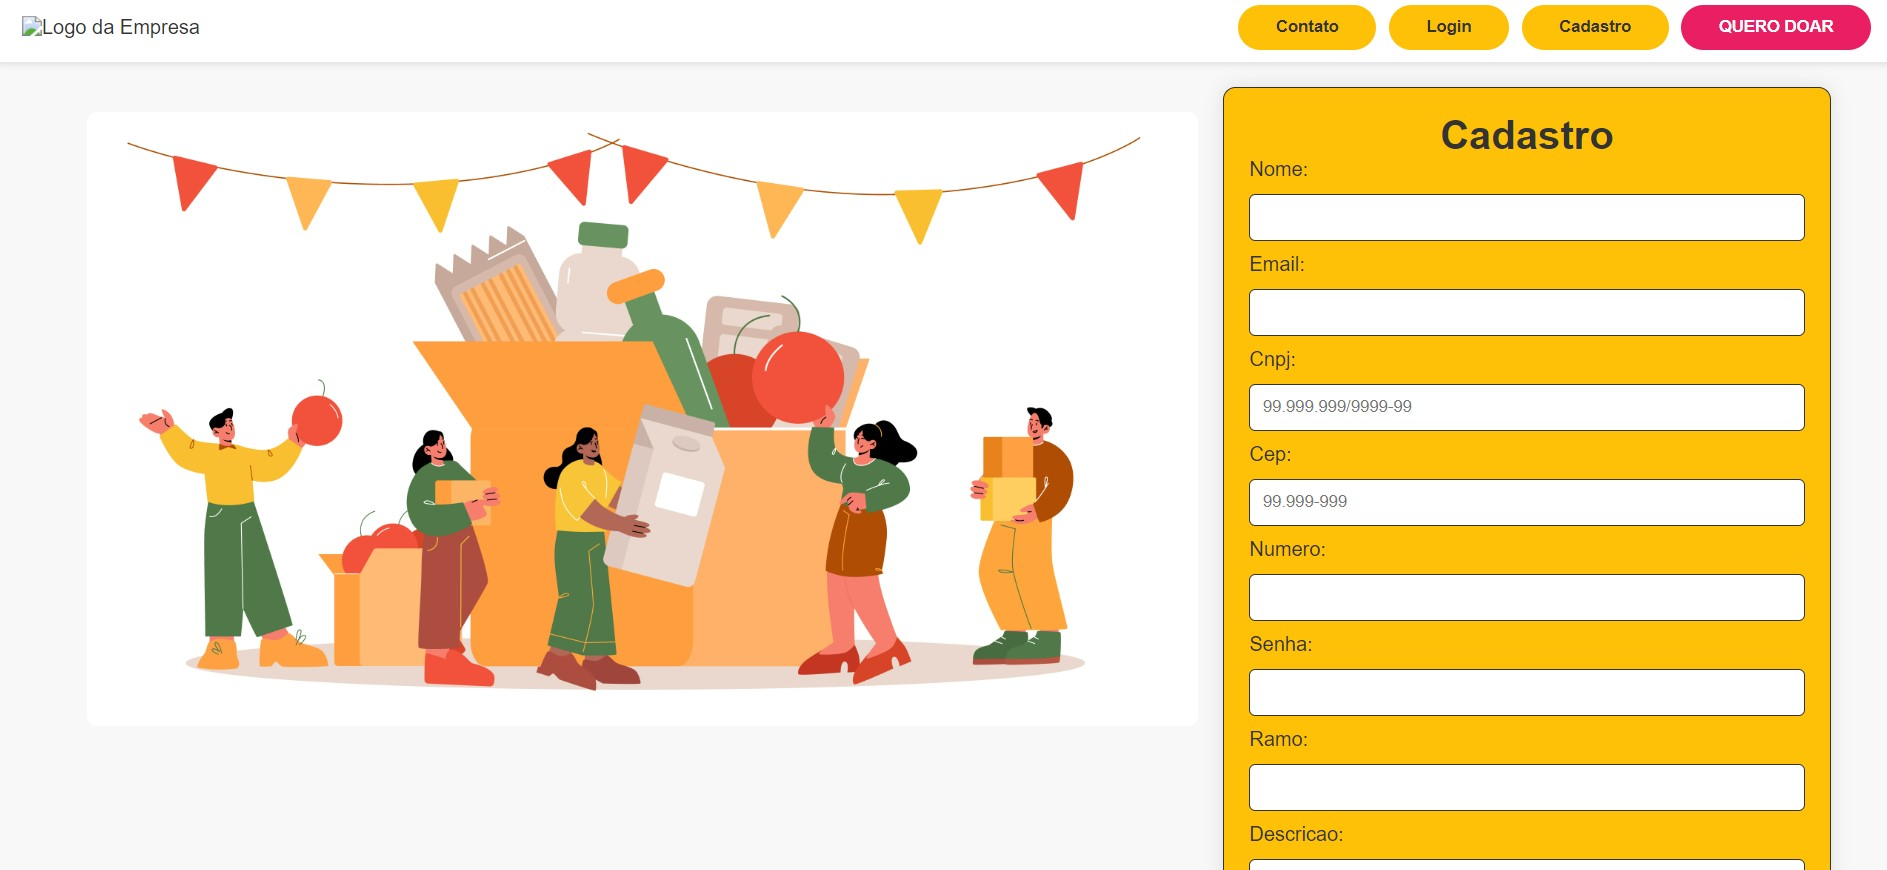 Logo da Empresa
Contato
Login
Cadastro
QUERO DOAR
Cadastro
Nome:
Email:
Cnpj:
99.999.999/9999-99
Cep:
99.999-999
Numero:
Senha:
Ramo:
Descricao: